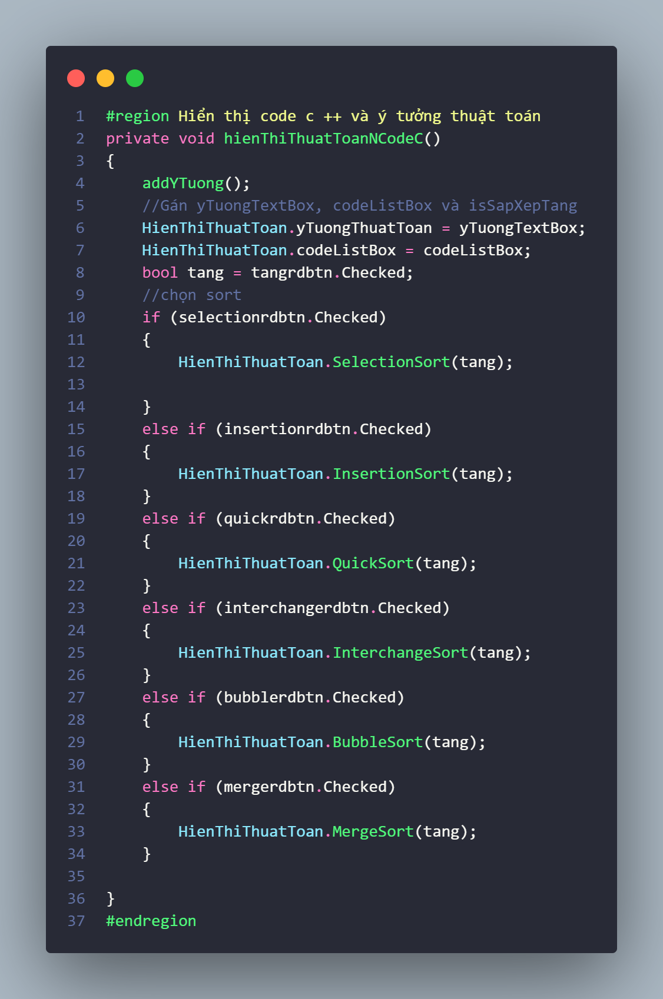 1 #region Hiển thị code c ++ và ý tưởng thuật toán
2 private void hienThiThuatToanNCodeC()
3 {
4     addYTuong();
5     //Gán yTuongTextBox, codeListBox và isSapXepTang
6     HienThiThuatToan.yTuongThuatToan = yTuongTextBox;
7     HienThiThuatToan.codeListBox = codeListBox;
8     bool tang = tangrdbtn.Checked;
9     //chọn sort
10     if (selectionrdbtn.Checked)
11     {
12         HienThiThuatToan.SelectionSort(tang);
13
14     }
15     else if (insertionrdbtn.Checked)
16     {
17         HienThiThuatToan.InsertionSort(tang);
18     }
19     else if (quickrdbtn.Checked)
20     {
21         HienThiThuatToan.QuickSort(tang);
22     }
23     else if (interchangerdbtn.Checked)
24     {
25         HienThiThuatToan.InterchangeSort(tang);
26     }
27     else if (bubblerdbtn.Checked)
28     {
29         HienThiThuatToan.BubbleSort(tang);
30     }
31     else if (mergerdbtn.Checked)
32     {
33         HienThiThuatToan.MergeSort(tang);
34     }
35
36 }
37 #endregion